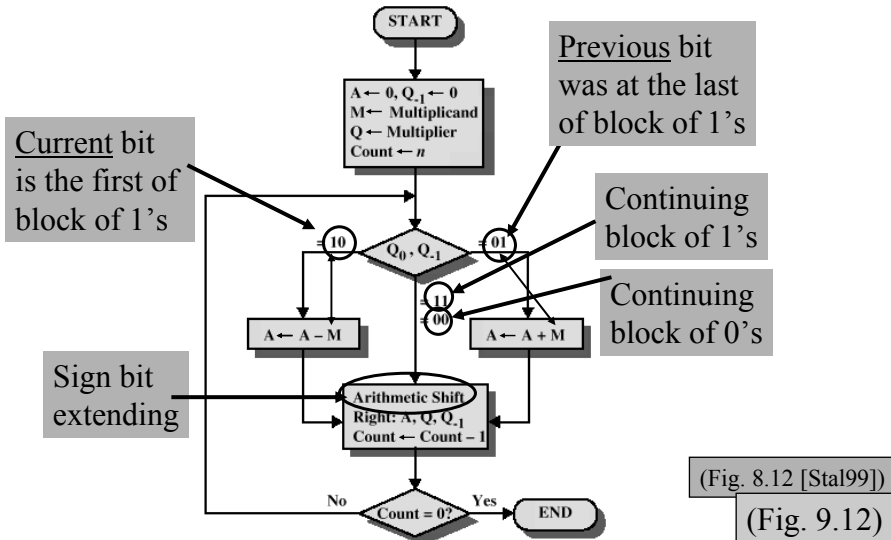 START
Previous bit
was at the last
of block of 1's
A ← 0, Q-1 ← 0
M ← Multiplicand
Q ← Multiplier
Count ← n
Current bit
is the first of
block of 1's
Continuing
block of 1's
= 10
Q0, Q-1
= 01
= 11
= 00
Continuing
block of 0's
A ← A – M
A ← A + M
Sign bit
extending
Arithmetic Shift
Right: A, Q, Q-1
Count ← Count – 1
(Fig. 8.12 [Stal99])
No
Count = 0?
Yes
END
(Fig. 9.12)